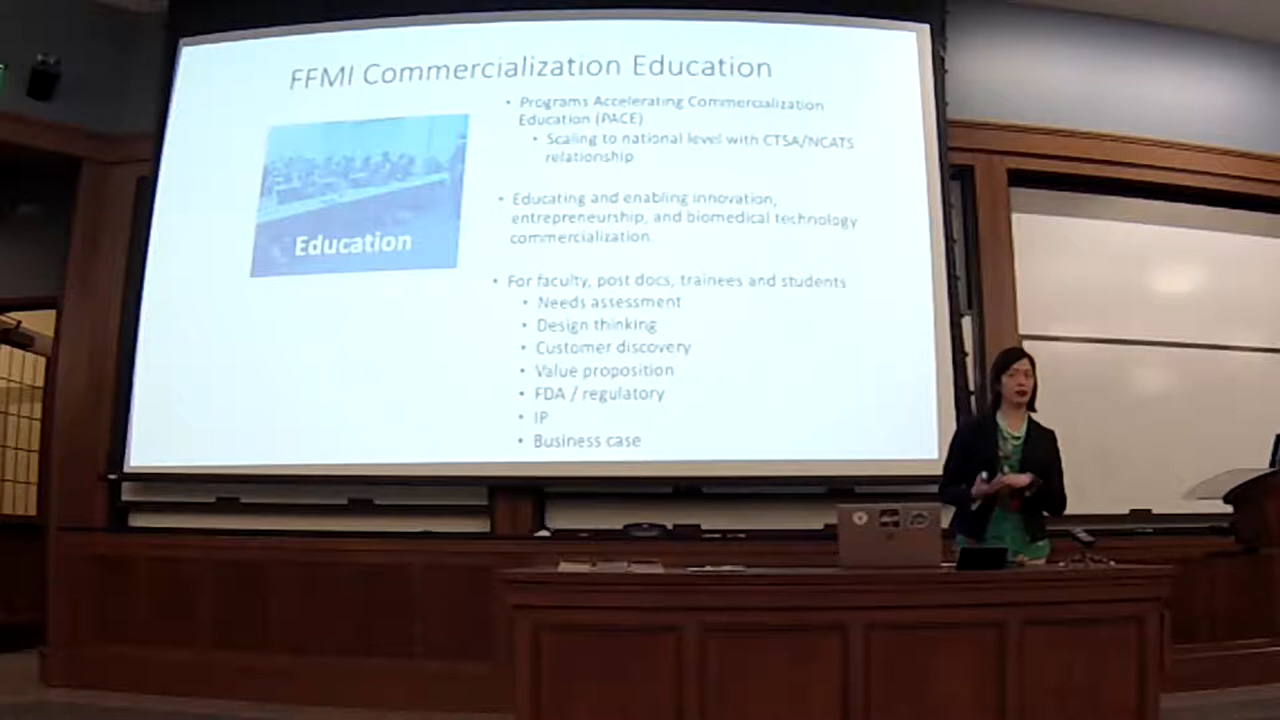 FFMI Commercialization Education
• Programs Accelerating Commercialization
Education (PACE)
• Scaling to national level with CTSA/NCATS
relationship
Education
• Educating and enabling innovation,
entrepreneurship, and biomedical technology
commercialization.
• For faculty, post docs, trainees and students
• Needs assessment
• Design thinking
• Customer discovery
• Value proposition
• FDA / regulatory
• IP
• Business case